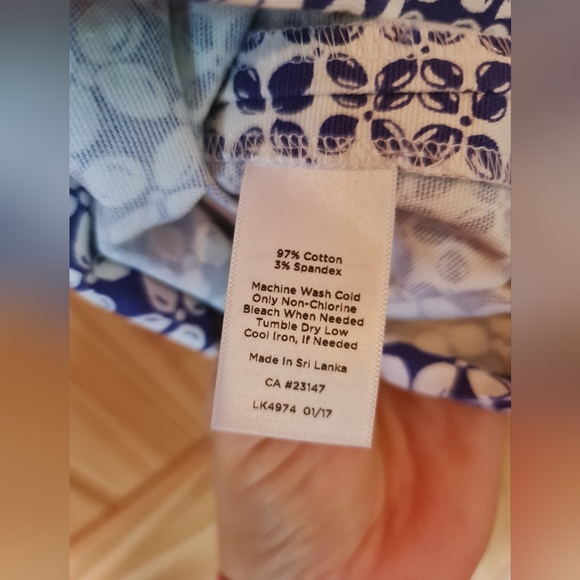 97% Cotton
3% Spandex
Machine Wash Cold
Only Non-Chlorine
Bleach When Needed
Tumble Dry Low
Cool Iron, If Needed
Made In Sri Lanka
CA #23147
LK4974 01/17